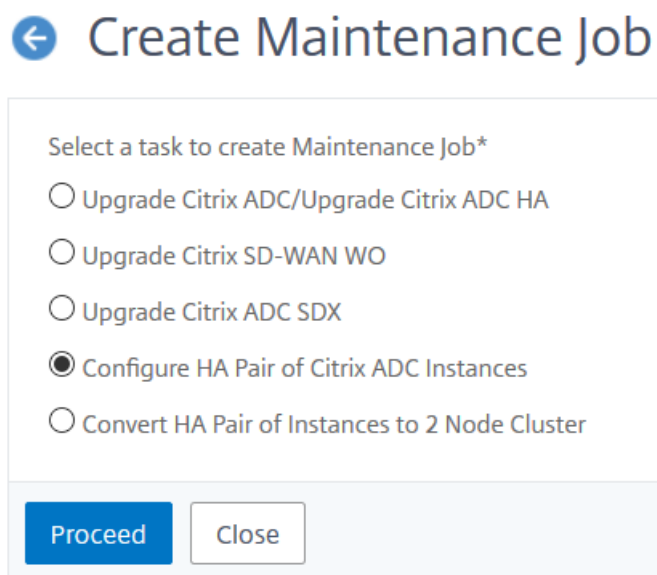 Create Maintenance Job
Select a task to create Maintenance Job*
Upgrade Citrix ADC/Upgrade Citrix ADC HA
Upgrade Citrix SD-WAN WO
Upgrade Citrix ADC SDX
Configure HA Pair of Citrix ADC Instances
Convert HA Pair of Instances to 2 Node Cluster
Proceed Close